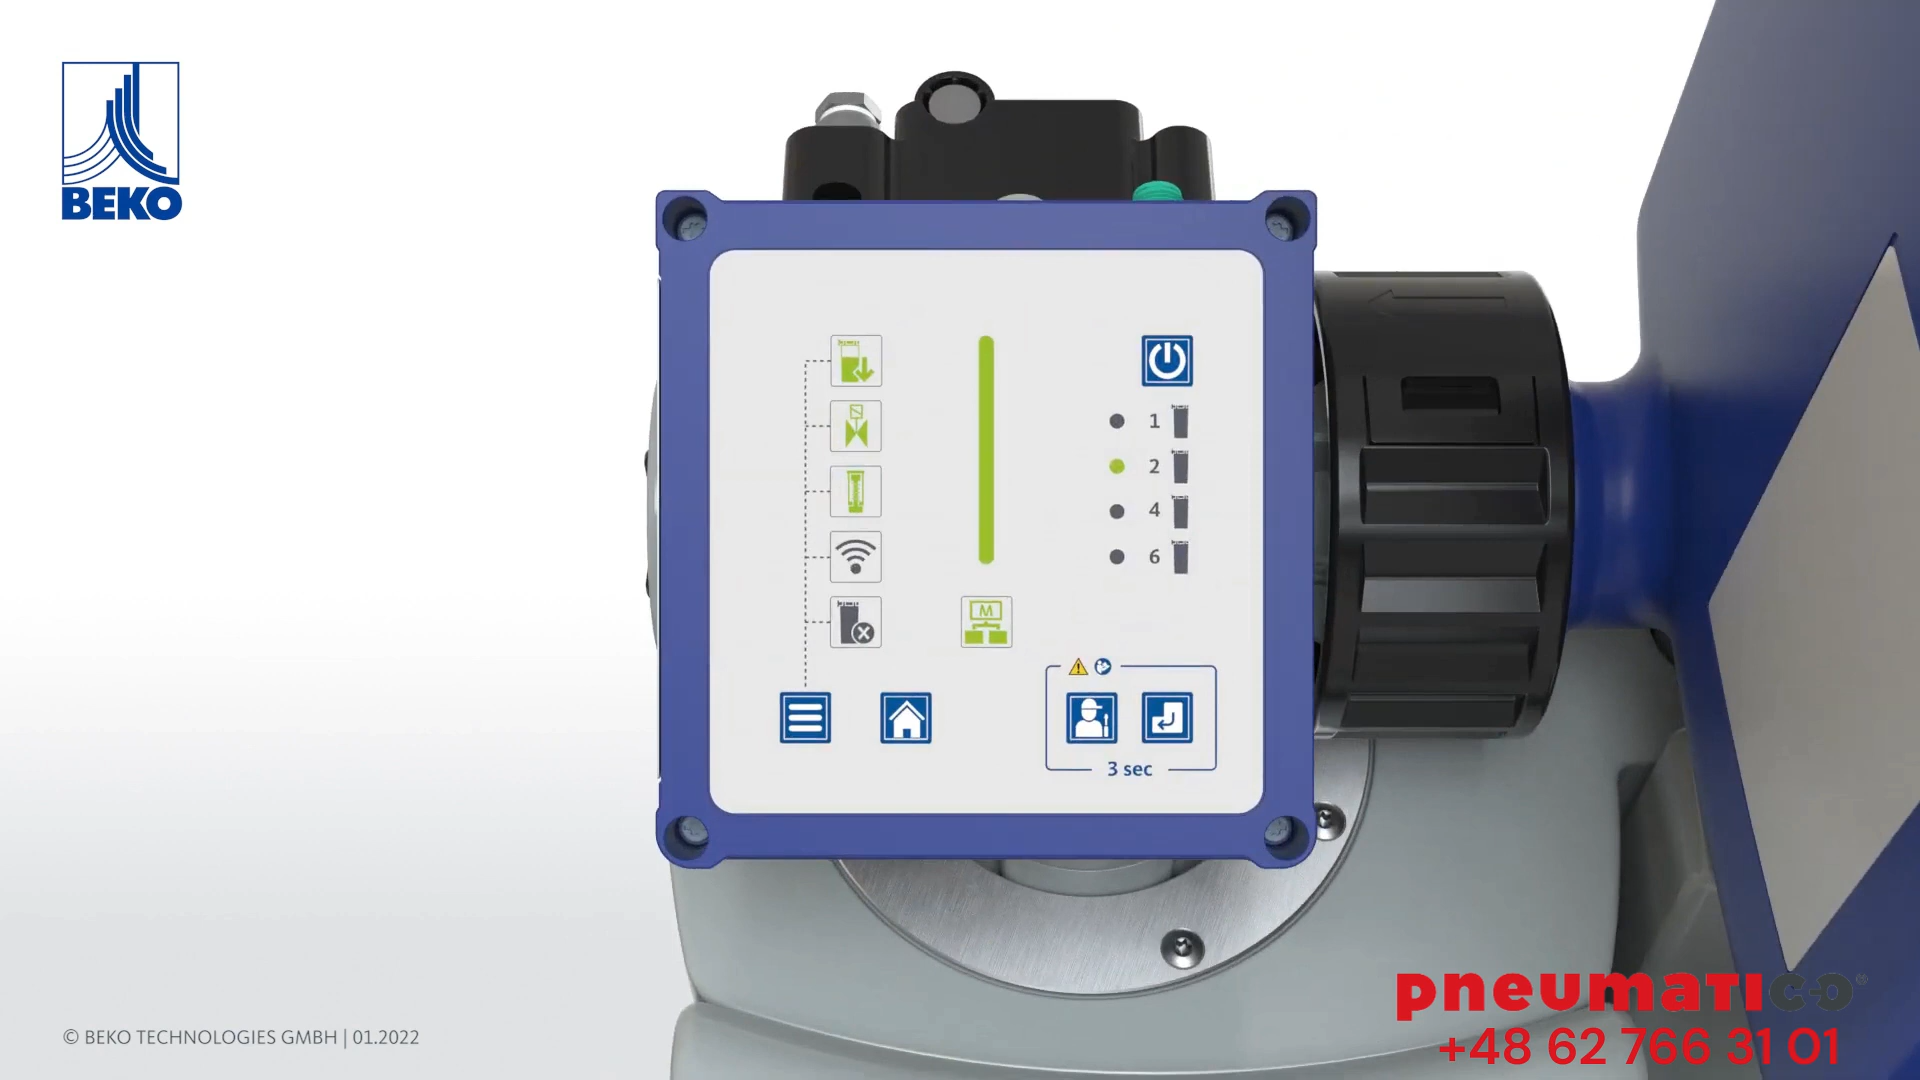 BEKO
1
2
4
6
M
3 sec
pneumatico®
+48 62 766 31 01
© BEKO TECHNOLOGIES GMBH | 01.2022